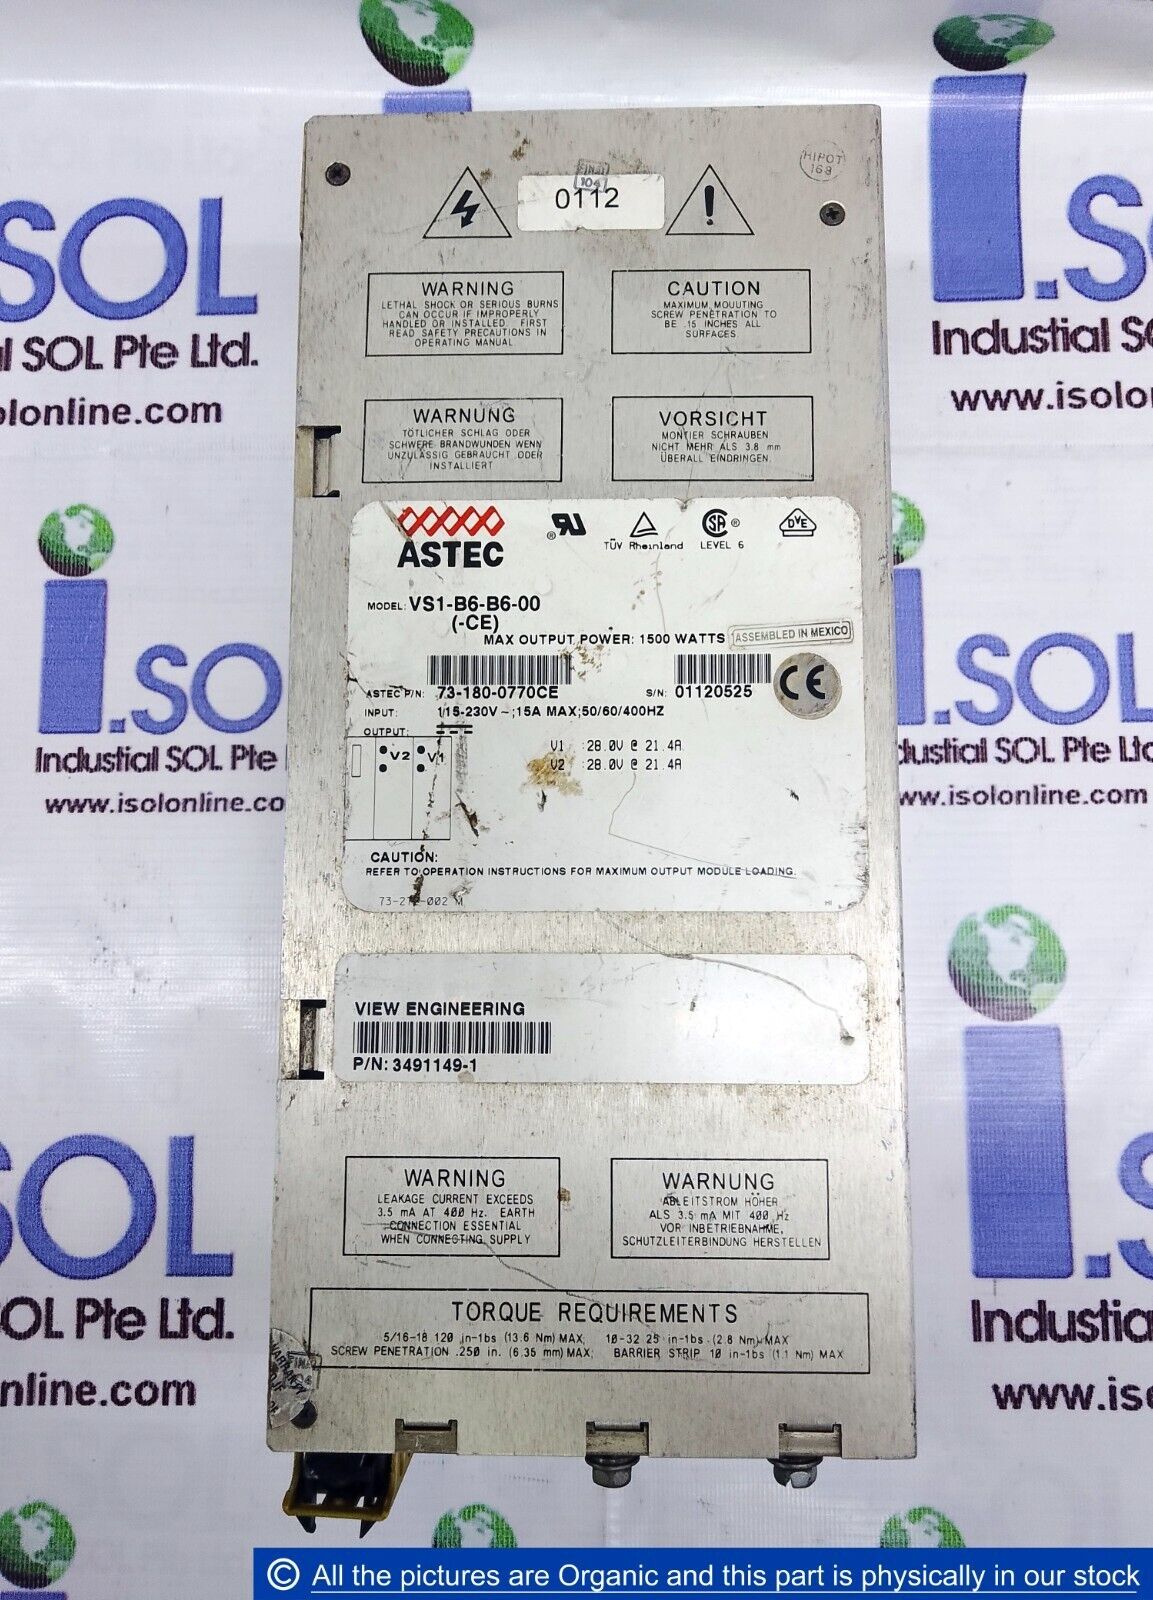 i.SOL
Industial SOL Pte Ltd.
www.isolonline.com
HIPOT
169
FINAL
104
0112
WARNING
LETHAL SHOCK OR SERIOUS BURNS
CAN OCCUR IF IMPROPERLY
HANDLED OR INSTALLED. FIRST
READ SAFETY PRECAUTIONS IN
OPERATING MANUAL
CAUTION
MAXIMUM MOUUTING
SCREW PENETRATION TO
BE .15 INCHES ALL
SURFACES.
WARNUNG
TÖTLICHER SCHLAG ODER
SCHWERE BRANDWUNDEN WENN
UNZULÄSSIG GEBRAUCHT ODER
INSTALLIERT
VORSICHT
MONTIER SCHRAUBEN
NICHT MEHR ALS 3.8 mm
ÜBERALL EINDRINGEN.
ASTEC
TÜV Rheinland
SA ®
LEVEL 6
DVE
MODEL: VS1-B6-B6-00
(-CE)
MAX OUTPUT POWER: 1500 WATTS
ASSEMBLED IN MEXICO
ASTEC P/N: 73-180-0770CE
S/N: 01120525
CE
INPUT: 115-230V ~;15A MAX;50/60/400HZ
OUTPUT:
V2 V1
V1 :28.0V @ 21.4A
V2 :28.0V @ 21.4A
CAUTION:
REFER TO OPERATION INSTRUCTIONS FOR MAXIMUM OUTPUT MODULE LOADING.
VIEW ENGINEERING
P/N: 3491149-1
WARNING
LEAKAGE CURRENT EXCEEDS
3.5 mA AT 400 Hz. EARTH
CONNECTION ESSENTIAL
WHEN CONNECTING SUPPLY
WARNUNG
ABLEITSTROM HÖHER
ALS 3.5 mA MIT 400 Hz
VOR INBETRIEBNAHME,
SCHUTZLEITERBINDUNG HERSTELLEN
TORQUE REQUIREMENTS
5/16-18 120 in-lbs (13.6 Nm) MAX; 10-32 25 in-lbs (2.8 Nm) MAX
SCREW PENETRATION .250 in. (6.35 mm) MAX; BARRIER STRIP 10 in-lbs (1.1 Nm) MAX
© All the pictures are Organic and this part is physically in our stock